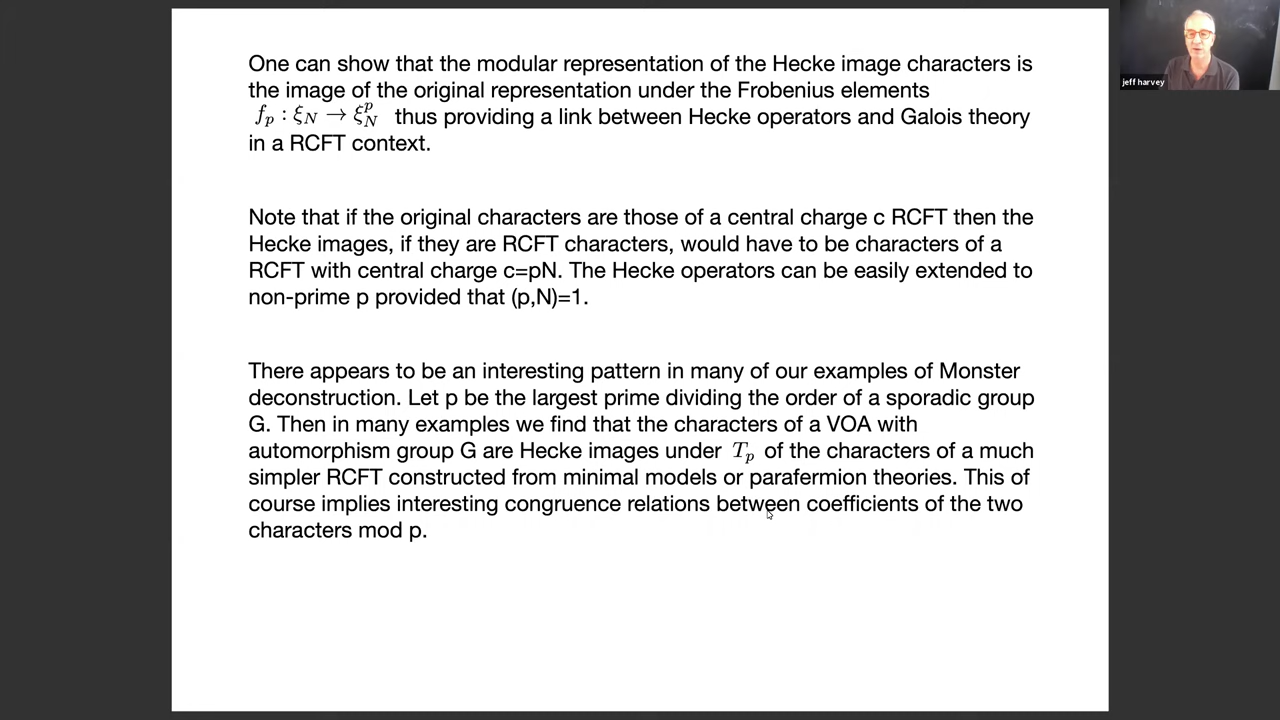 One can show that the modular representation of the Hecke image characters is
the image of the original representation under the Frobenius elements
f_p : ξ_N → ξ_N^p thus providing a link between Hecke operators and Galois theory
in a RCFT context.
Note that if the original characters are those of a central charge c RCFT then the
Hecke images, if they are RCFT characters, would have to be characters of a
RCFT with central charge c=pN. The Hecke operators can be easily extended to
non-prime p provided that (p,N)=1.
There appears to be an interesting pattern in many of our examples of Monster
deconstruction. Let p be the largest prime dividing the order of a sporadic group
G. Then in many examples we find that the characters of a VOA with
automorphism group G are Hecke images under T_p of the characters of a much
simpler RCFT constructed from minimal models or parafermion theories. This of
course implies interesting congruence relations between coefficients of the two
characters mod p.
jeff harvey